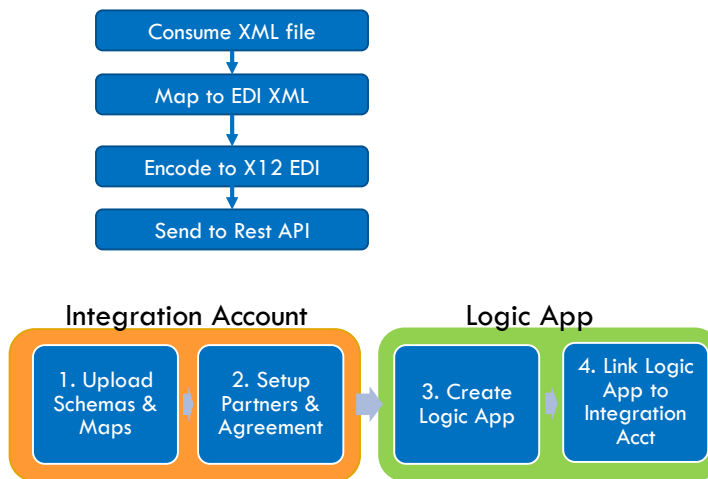 Consume XML file
Map to EDI XML
Encode to X12 EDI
Send to Rest API
Integration Account
Logic App
1. Upload
Schemas &
Maps
2. Setup
Partners &
Agreement
3. Create
Logic App
4. Link Logic
App to
Integration
Acct